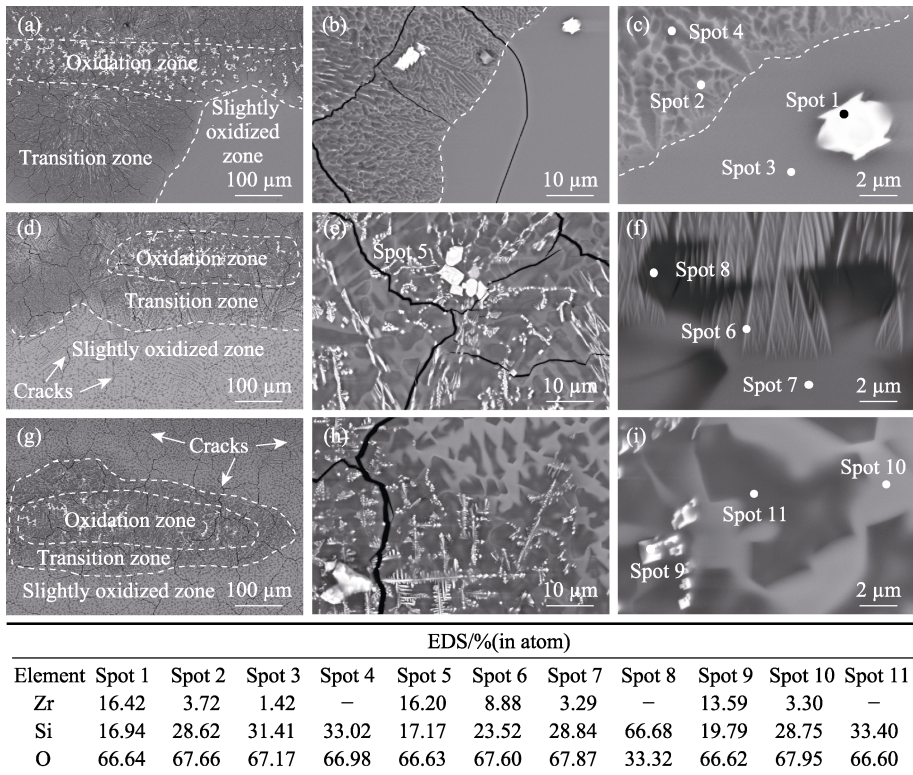 (a)
Oxidation zone
Slightly
oxidized
zone
Transition zone
100 μm
(b)
10 μm
(c)
Spot 4
Spot 2
Spot 1
Spot 3
2 μm
(d)
Oxidation zone
Transition zone
Slightly oxidized zone
Cracks
100 μm
(e)
Spot 5
10 μm
(f)
Spot 8
Spot 6
Spot 7
2 μm
(g)
Cracks
Oxidation zone
Transition zone
Slightly oxidized zone
100 μm
(h)
10 μm
(i)
Spot 10
Spot 11
Spot 9
2 μm
EDS/%(in atom)
Element Spot 1 Spot 2 Spot 3 Spot 4 Spot 5 Spot 6 Spot 7 Spot 8 Spot 9 Spot 10 Spot 11
Zr 16.42 3.72 1.42 – 16.20 8.88 3.29 – 13.59 3.30 –
Si 16.94 28.62 31.41 33.02 17.17 23.52 28.84 66.68 19.79 28.75 33.40
O 66.64 67.66 67.17 66.98 66.63 67.60 67.87 33.32 66.62 67.95 66.60